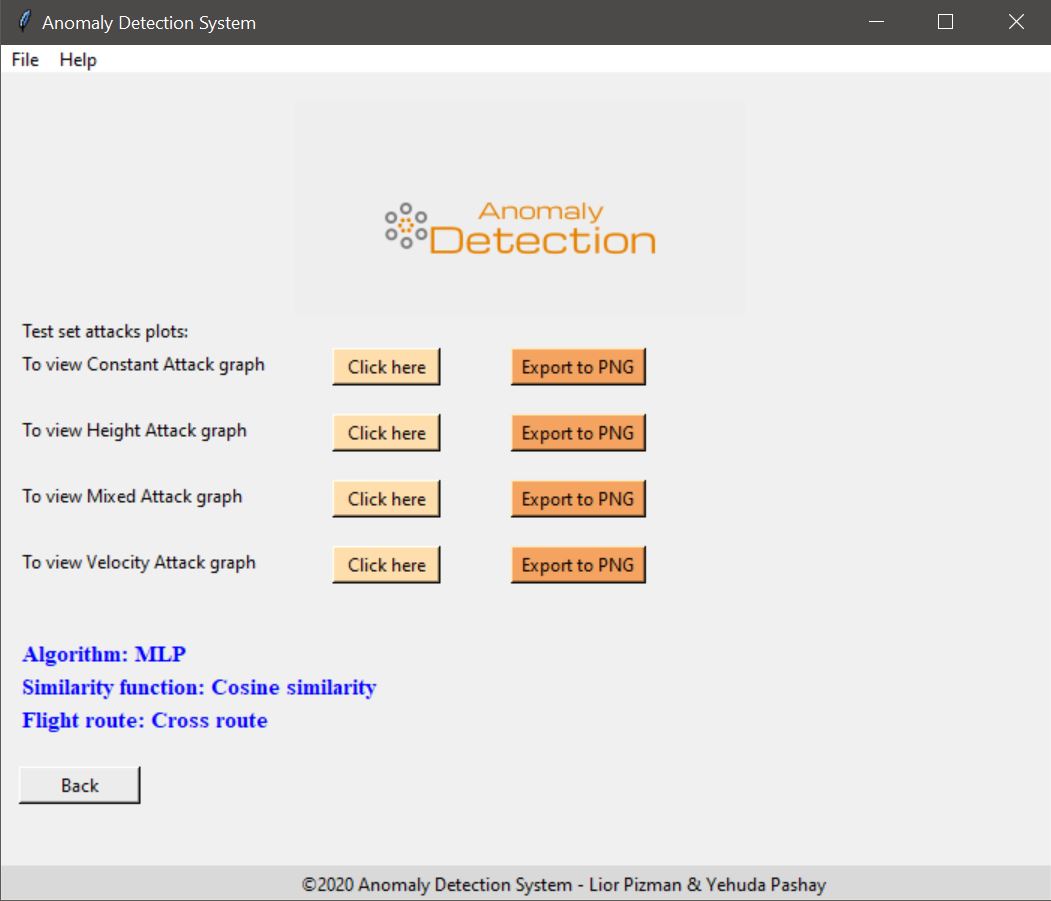 Anomaly Detection System
File Help
Anomaly
Detection
Test set attacks plots:
To view Constant Attack graph Click here Export to PNG
To view Height Attack graph Click here Export to PNG
To view Mixed Attack graph Click here Export to PNG
To view Velocity Attack graph Click here Export to PNG
Algorithm: MLP
Similarity function: Cosine similarity
Flight route: Cross route
Back
©2020 Anomaly Detection System - Lior Pizman & Yehuda Pashay